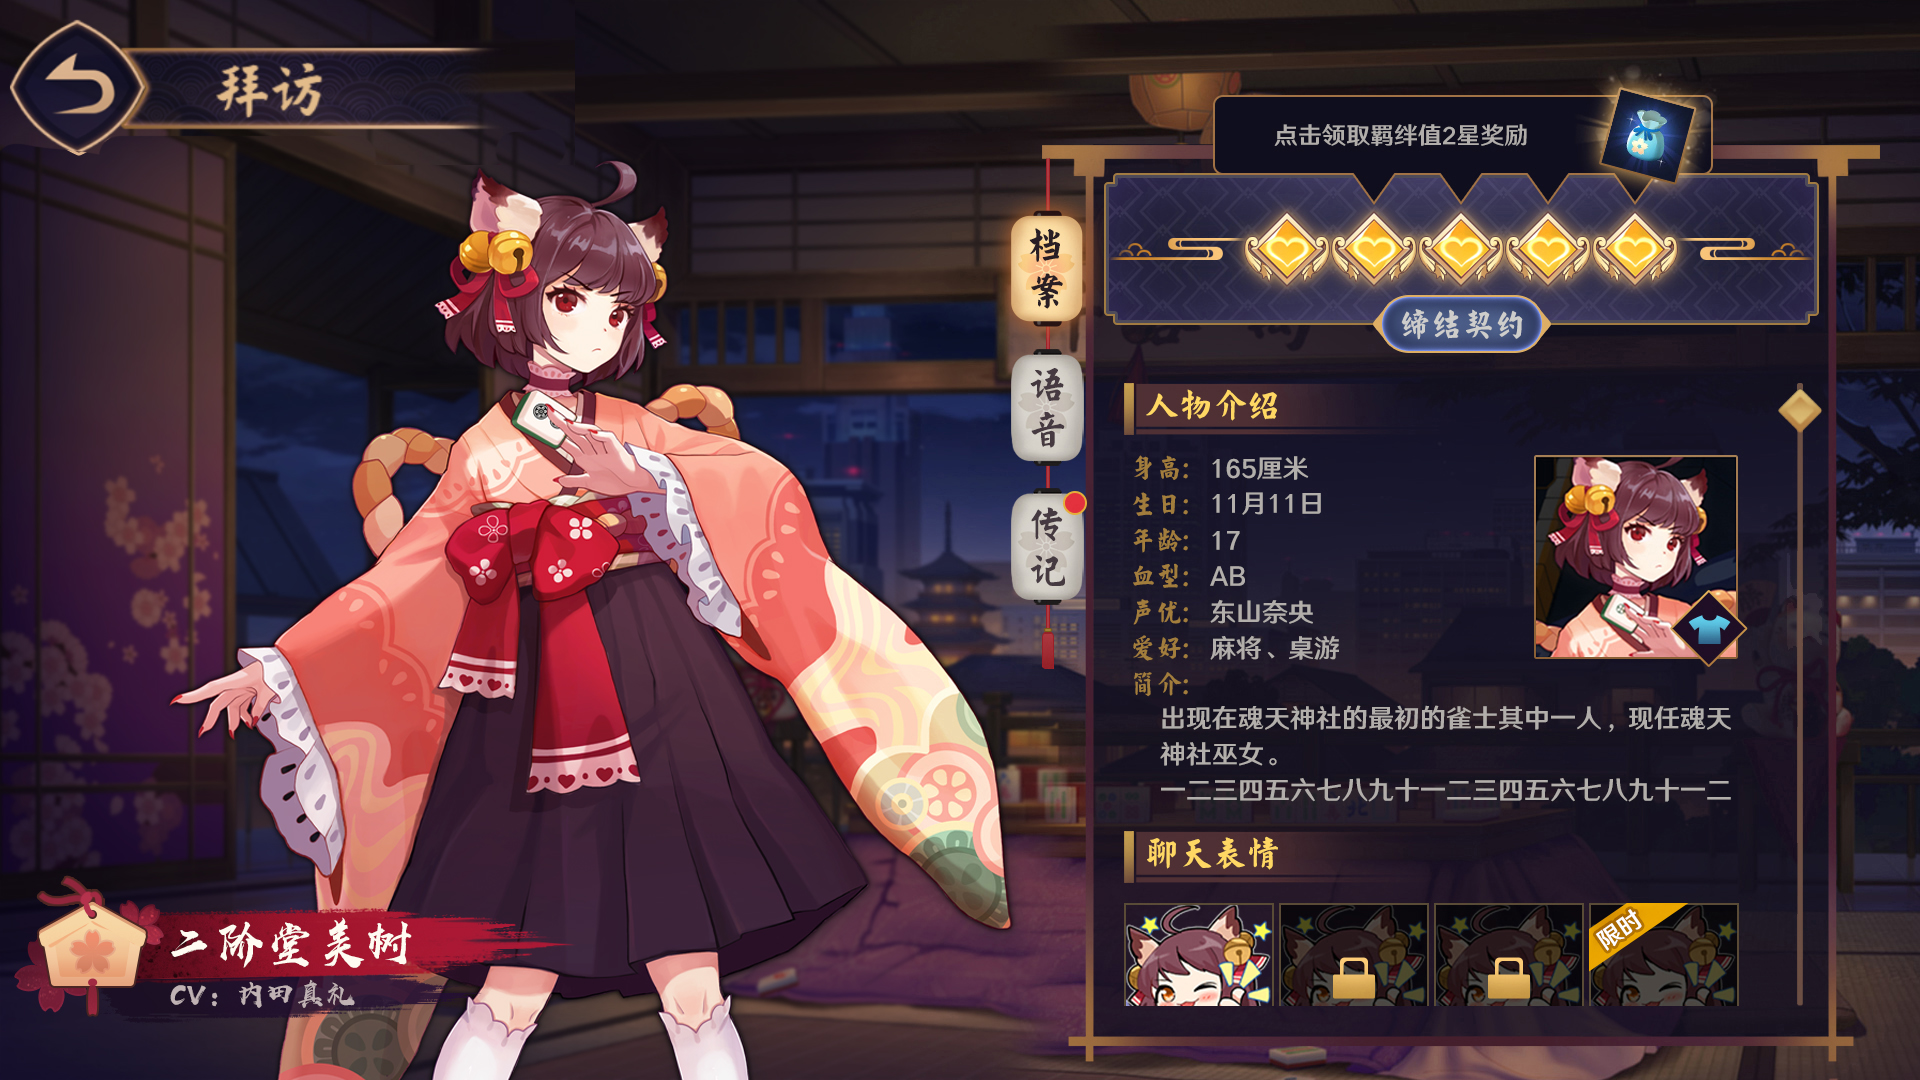 拜访
点击领取羁绊值2星奖励
档案
语音
传记
缔结契约
人物介绍
身高： 165厘米
生日： 11月11日
年龄： 17
血型： AB
声优： 东山奈央
爱好： 麻将、桌游
简介：
出现在魂天神社的最初的雀士其中一人，现任魂天
神社巫女。
一二三四五六七八九十一二三四五六七八九十一二
聊天表情
限时
二阶堂美树
CV：内田真礼